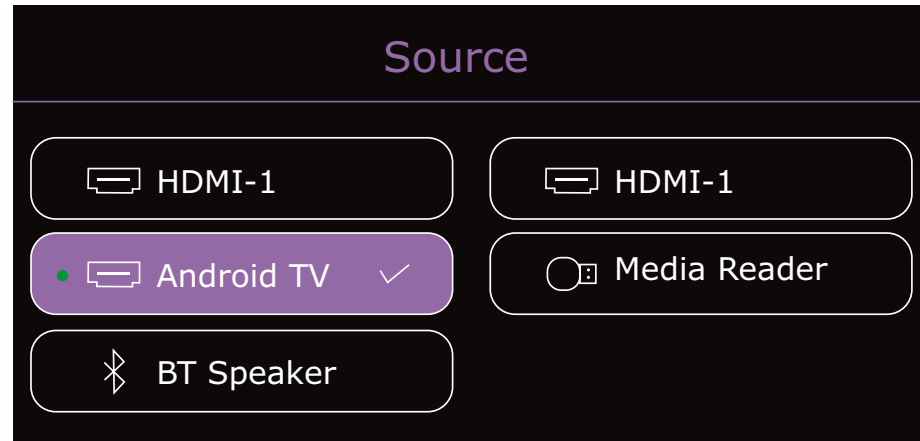 Source
HDMI-1
HDMI-1
Android TV
Media Reader
BT Speaker